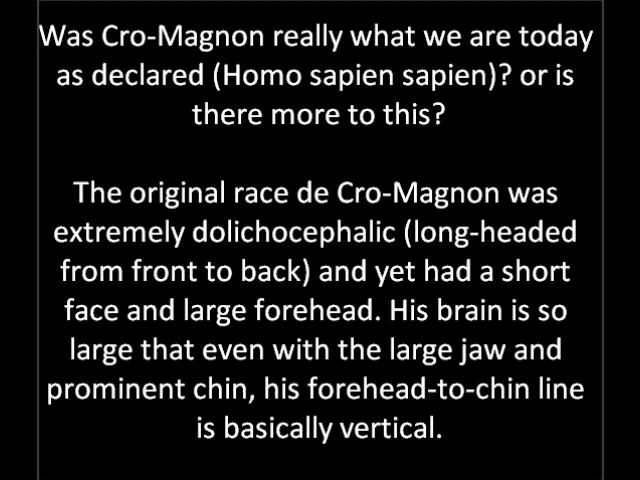 Was Cro-Magnon really what we are today
as declared (Homo sapien sapien)? or is
there more to this?
The original race de Cro-Magnon was
extremely dolichocephalic (long-headed
from front to back) and yet had a short
face and large forehead. His brain is so
large that even with the large jaw and
prominent chin, his forehead-to-chin line
is basically vertical.